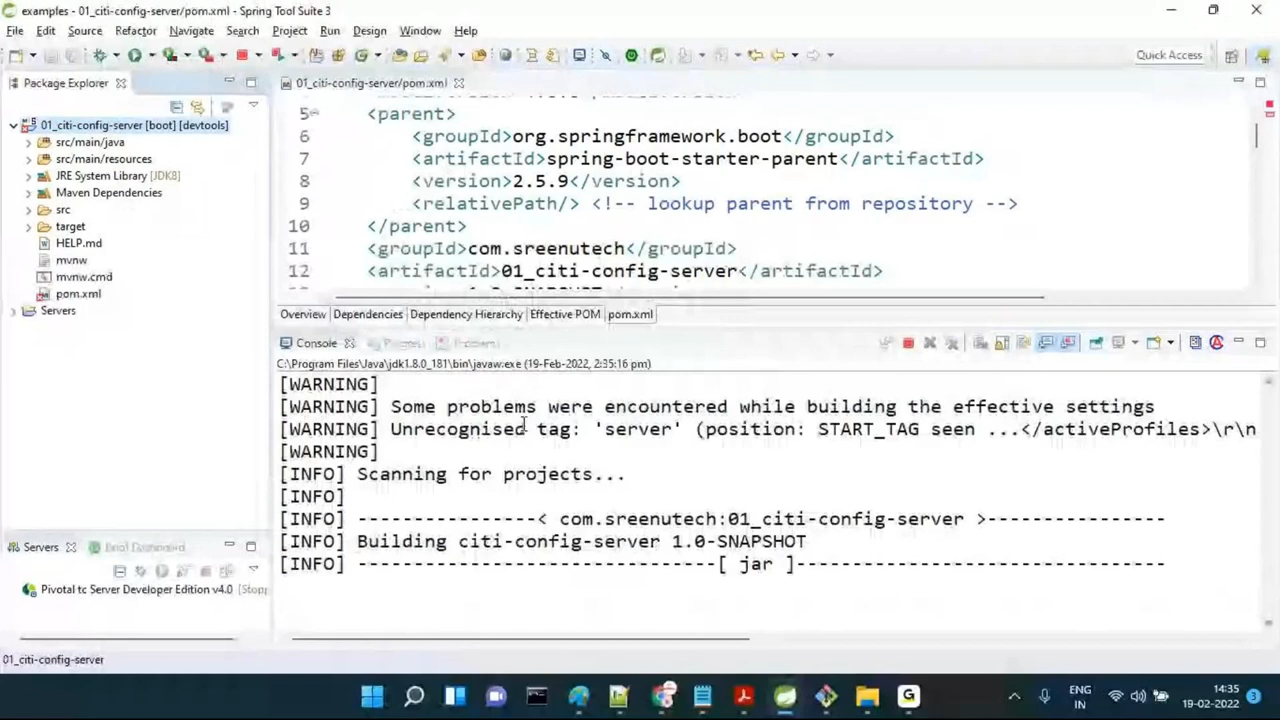 examples - 01_citi-config-server/pom.xml - Spring Tool Suite 3
File Edit Source Refactor Navigate Search Project Run Design Window Help
Quick Access
Package Explorer
01_citi-config-server/pom.xml
01_citi-config-server [boot] [devtools]
src/main/java
src/main/resources
JRE System Library [JDK8]
Maven Dependencies
src
target
HELP.md
mvnw
mvnw.cmd
pom.xml
Servers
5 <parent>
6 <groupId>org.springframework.boot</groupId>
7 <artifactId>spring-boot-starter-parent</artifactId>
8 <version>2.5.9</version>
9 <relativePath/> <!-- lookup parent from repository -->
10 </parent>
11 <groupId>com.sreenutech</groupId>
12 <artifactId>01_citi-config-server</artifactId>
Overview Dependencies Dependency Hierarchy Effective POM pom.xml
Console Progress Problems
C:\Program Files\Java\jdk1.8.0_181\bin\javaw.exe (19-Feb-2022, 2:35:16 pm)
[WARNING]
[WARNING] Some problems were encountered while building the effective settings
[WARNING] Unrecognised tag: 'server' (position: START_TAG seen ...</activeProfiles>\r\n
[WARNING]
[INFO] Scanning for projects...
[INFO]
[INFO] ----------------< com.sreenutech:01_citi-config-server >----------------
[INFO] Building citi-config-server 1.0-SNAPSHOT
[INFO] --------------------------------[ jar ]---------------------------------
Servers Boot Dashboard
Pivotal tc Server Developer Edition v4.0 [Stopp
01_citi-config-server
ENG
IN
14:35
19-02-2022
3